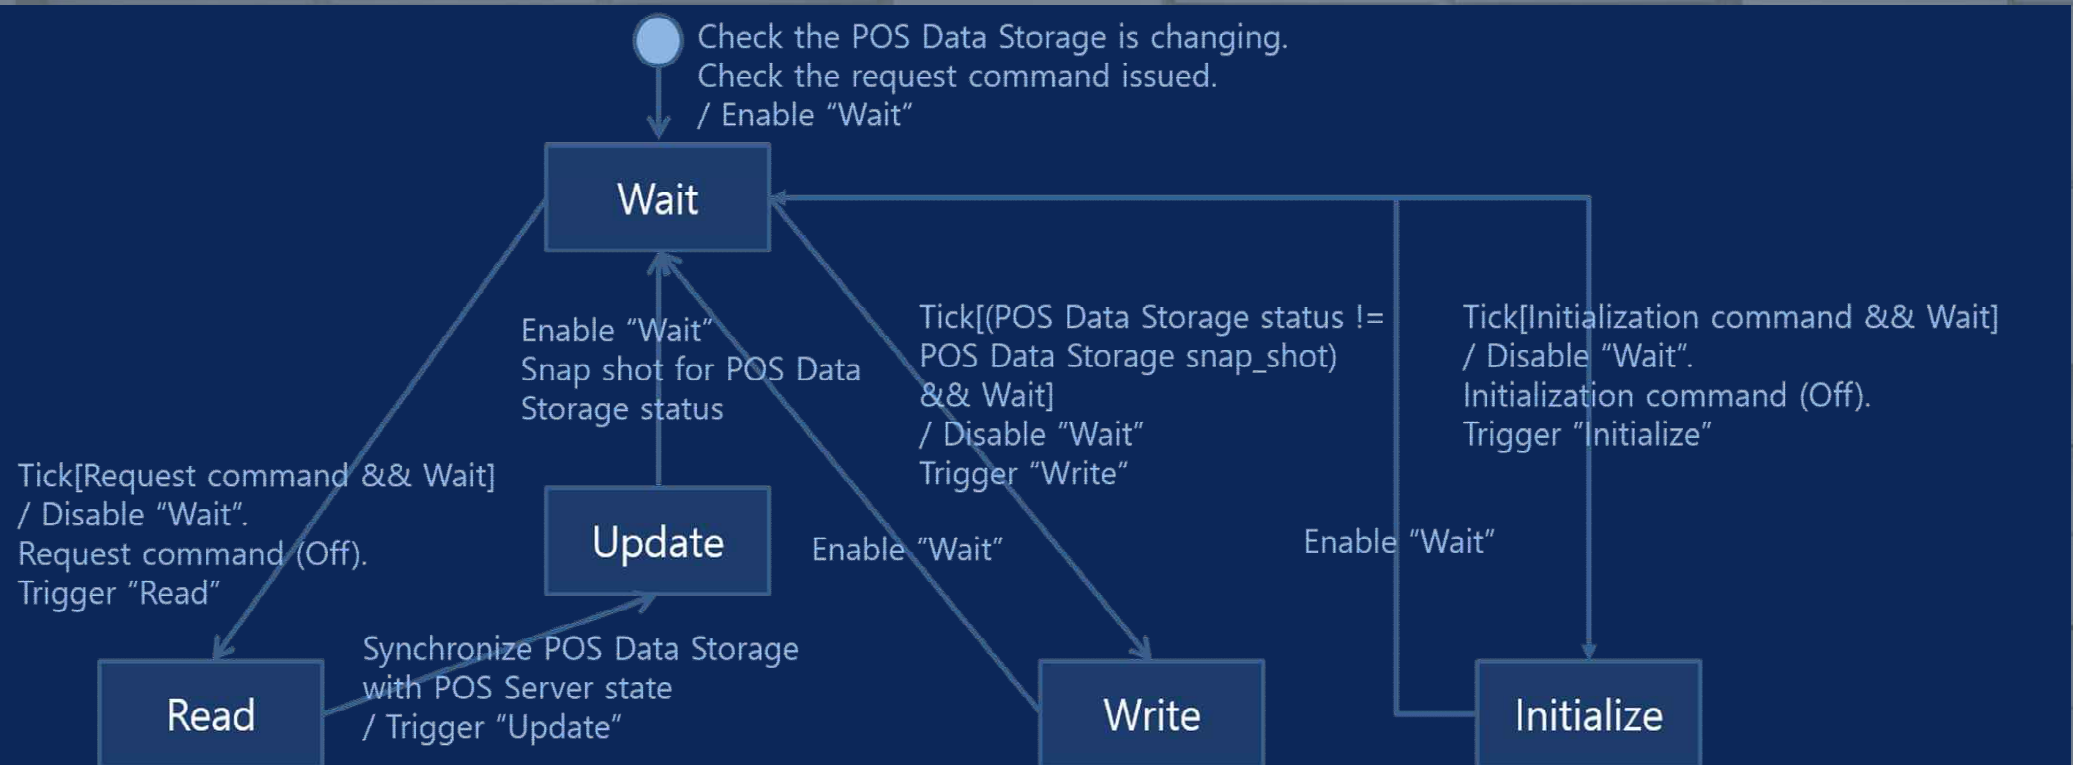 Check the POS Data Storage is changing.
Check the request command issued.
/ Enable “Wait”
Wait
Enable “Wait”
Snap shot for POS Data
Storage status
Tick[(POS Data Storage status !=
POS Data Storage snap_shot)
&& Wait]
/ Disable “Wait”
Trigger “Write”
Tick[Initialization command && Wait]
/ Disable “Wait”.
Initialization command (Off).
Trigger “Initialize”
Tick[Request command && Wait]
/ Disable “Wait”.
Request command (Off).
Trigger “Read”
Update
Enable “Wait”
Enable “Wait”
Synchronize POS Data Storage
with POS Server state
/ Trigger “Update”
Read
Write
Initialize